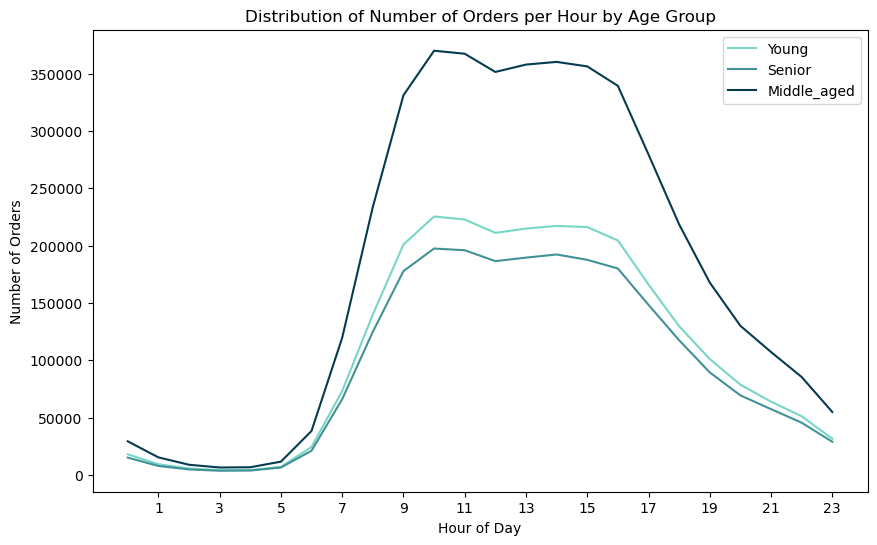 Distribution of Number of Orders per Hour by Age Group
Young
Senior
Middle_aged
Number of Orders
350000
300000
250000
200000
150000
100000
50000
0
1 3 5 7 9 11 13 15 17 19 21 23
Hour of Day